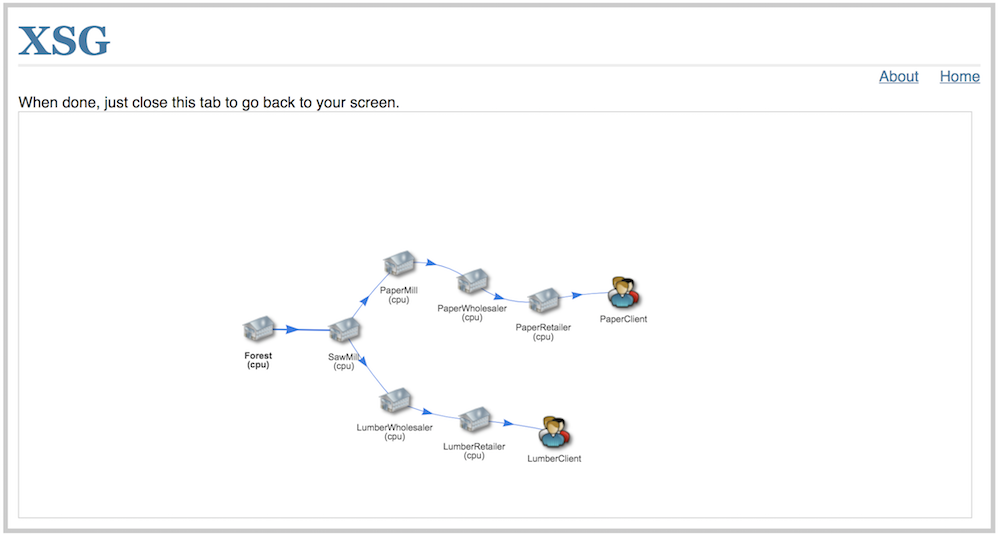 XSG
About Home
When done, just close this tab to go back to your screen.
PaperMill
(cpu)
PaperWholesaler
(cpu)
PaperRetailer
(cpu)
PaperClient
Forest
(cpu)
SawMill
(cpu)
LumberWholesaler
(cpu)
LumberRetailer
(cpu)
LumberClient